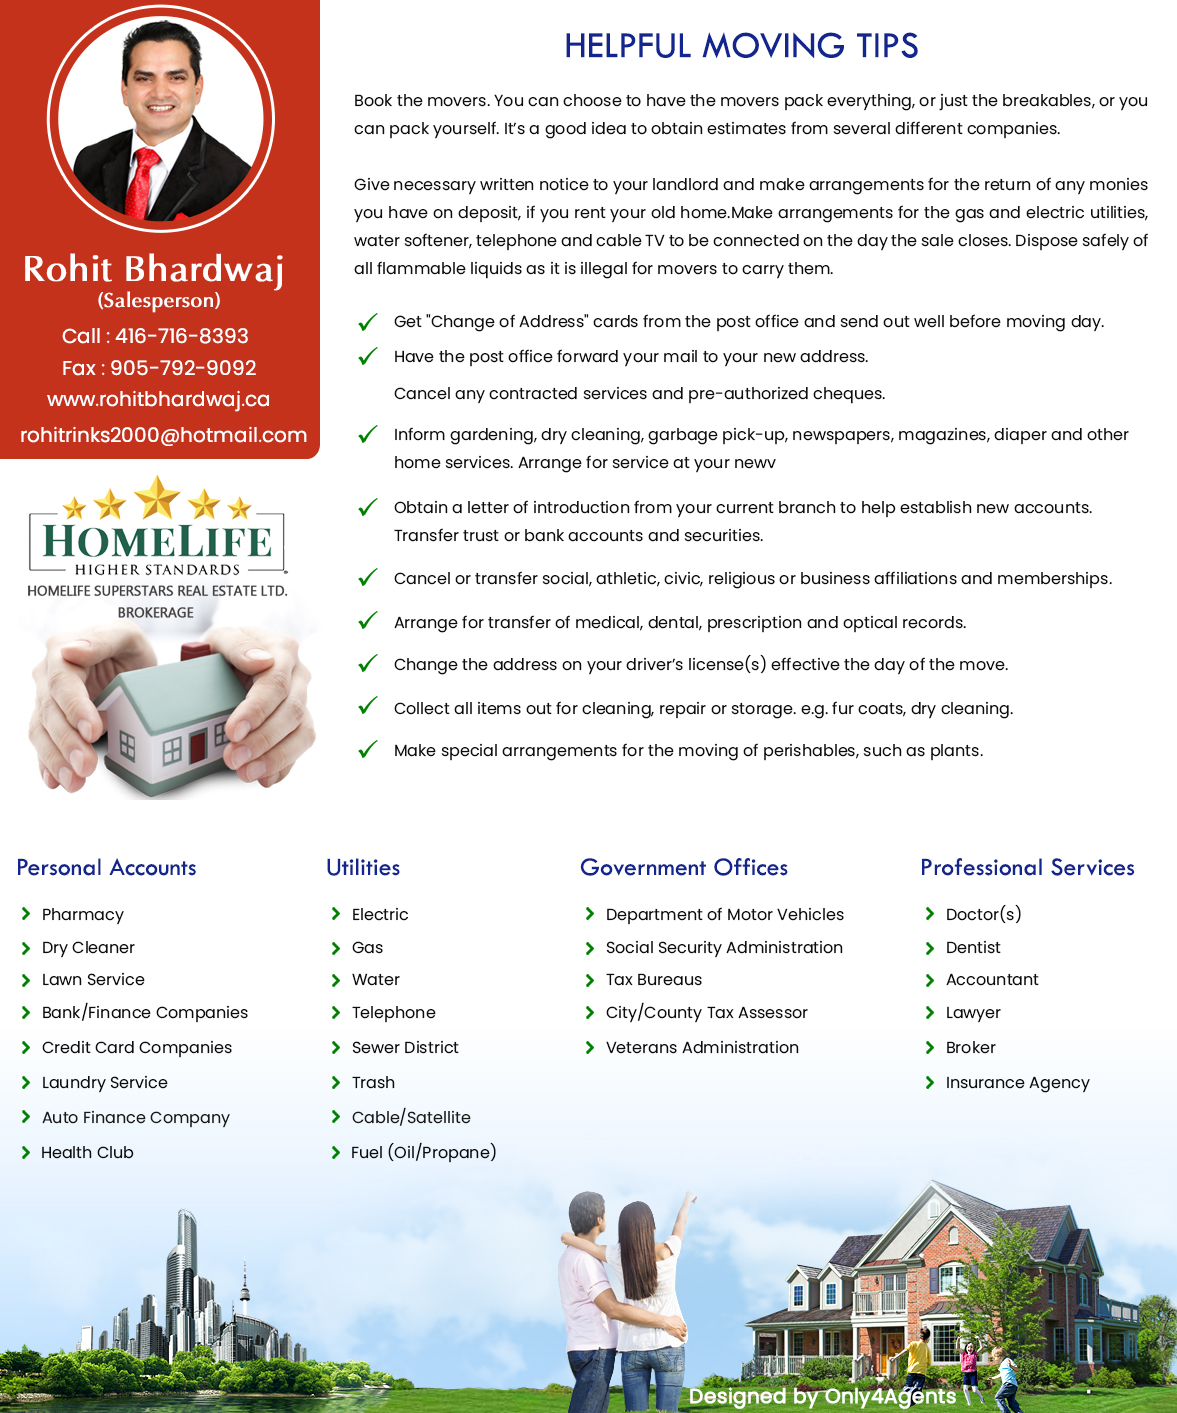 Rohit Bhardwaj
(Salesperson)
Call : 416-716-8393
Fax : 905-792-9092
www.rohitbhardwaj.ca
rohitrinks2000@hotmail.com
HOMELIFE
HIGHER STANDARDS
HOMELIFE SUPERSTARS REAL ESTATE LTD.
BROKERAGE
HELPFUL MOVING TIPS
Book the movers. You can choose to have the movers pack everything, or just the breakables, or you
can pack yourself. It's a good idea to obtain estimates from several different companies.
Give necessary written notice to your landlord and make arrangements for the return of any monies
you have on deposit, if you rent your old home.Make arrangements for the gas and electric utilities,
water softener, telephone and cable TV to be connected on the day the sale closes. Dispose safely of
all flammable liquids as it is illegal for movers to carry them.
Get "Change of Address" cards from the post office and send out well before moving day.
Have the post office forward your mail to your new address.
Cancel any contracted services and pre-authorized cheques.
Inform gardening, dry cleaning, garbage pick-up, newspapers, magazines, diaper and other
home services. Arrange for service at your newv
Obtain a letter of introduction from your current branch to help establish new accounts.
Transfer trust or bank accounts and securities.
Cancel or transfer social, athletic, civic, religious or business affiliations and memberships.
Arrange for transfer of medical, dental, prescription and optical records.
Change the address on your driver's license(s) effective the day of the move.
Collect all items out for cleaning, repair or storage. e.g. fur coats, dry cleaning.
Make special arrangements for the moving of perishables, such as plants.
Personal Accounts
Pharmacy
Dry Cleaner
Lawn Service
Bank/Finance Companies
Credit Card Companies
Laundry Service
Auto Finance Company
Health Club
Utilities
Electric
Gas
Water
Telephone
Sewer District
Trash
Cable/Satellite
Fuel (Oil/Propane)
Government Offices
Department of Motor Vehicles
Social Security Administration
Tax Bureaus
City/County Tax Assessor
Veterans Administration
Professional Services
Doctor(s)
Dentist
Accountant
Lawyer
Broker
Insurance Agency
Designed by Only4Agents